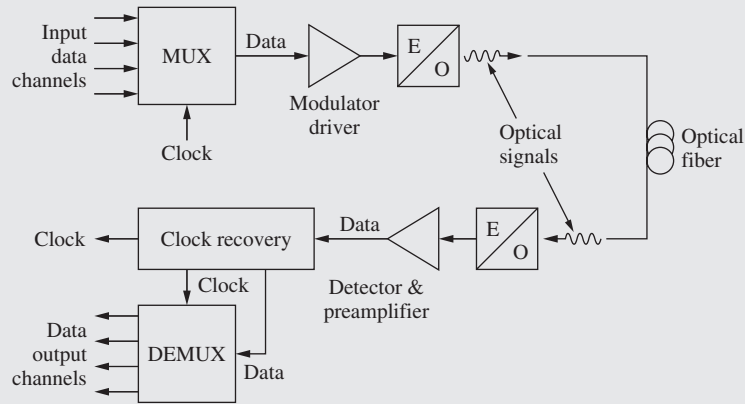 Input
data
channels
MUX
Data
Clock
Modulator
driver
E
O
Optical
signals
Optical
fiber
Clock
Clock recovery
Data
Detector &
preamplifier
E
O
Clock
Data
output
channels
DEMUX
Data